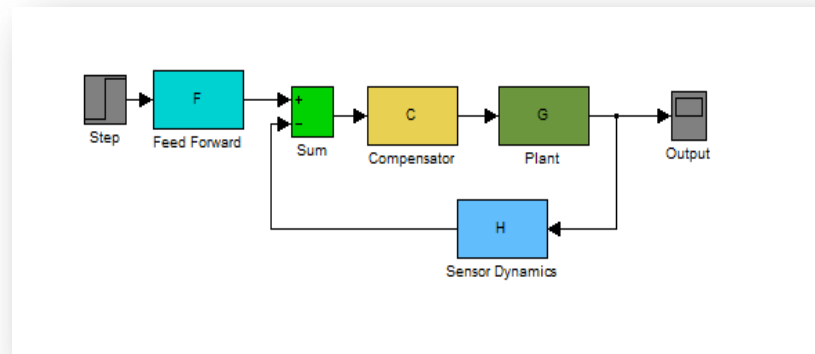 F
Step
Feed Forward
+
−
Sum
C
Compensator
G
Plant
Output
H
Sensor Dynamics